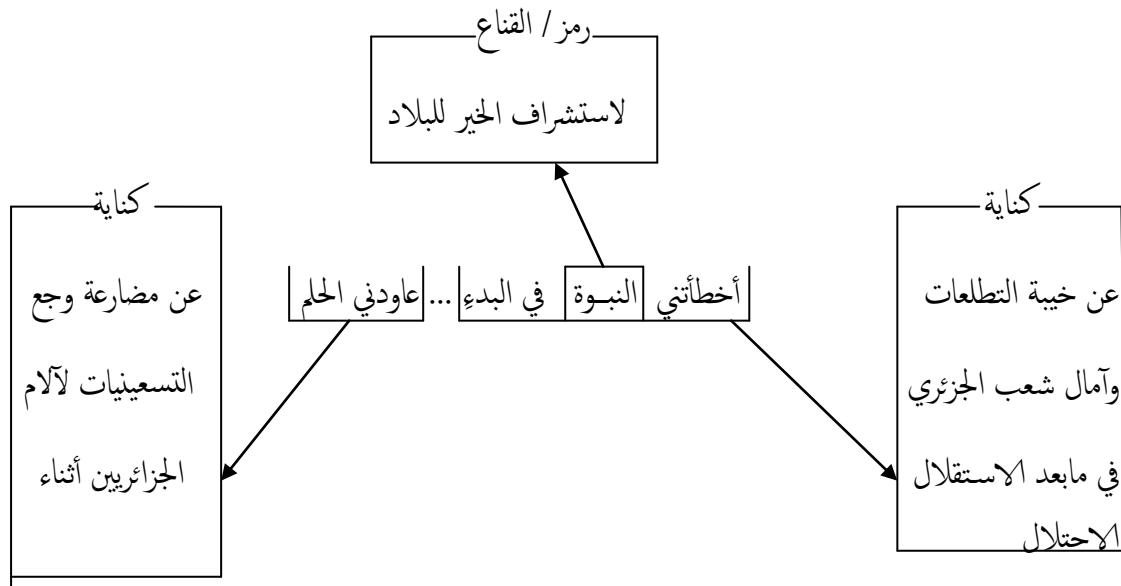 رمز / القناع
لاستشراف الخير للبلاد
كناية
عن خيبة التطلعات
وآمال شعب الجزئري
في مابعد الاستقلال
الاحتلال
أخطأتني النبـوة في البدءِ ... عاودني الحلم
كناية
عن مضارعة وجع
التسعينيات لآلام
الجزائريين أثناء